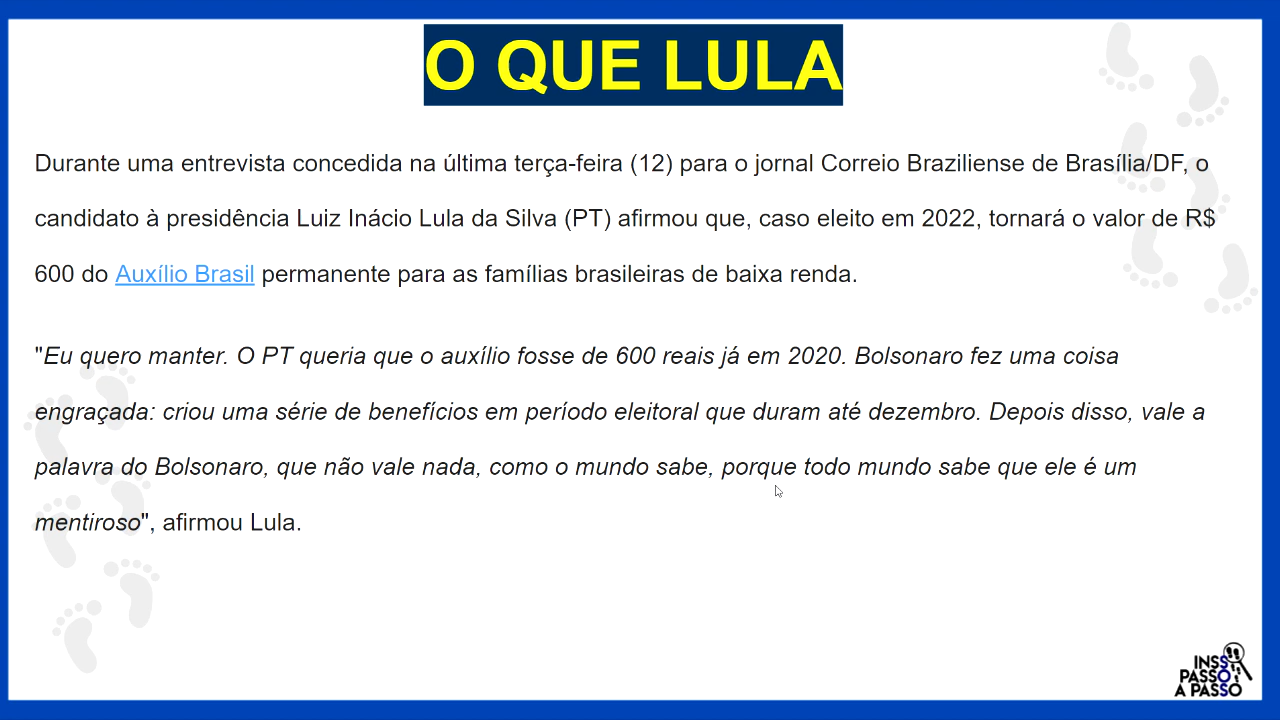 O QUE LULA
Durante uma entrevista concedida na última terça-feira (12) para o jornal Correio Braziliense de Brasília/DF, o
candidato à presidência Luiz Inácio Lula da Silva (PT) afirmou que, caso eleito em 2022, tornará o valor de R$
600 do Auxílio Brasil permanente para as famílias brasileiras de baixa renda.
"Eu quero manter. O PT queria que o auxílio fosse de 600 reais já em 2020. Bolsonaro fez uma coisa
engraçada: criou uma série de benefícios em período eleitoral que duram até dezembro. Depois disso, vale a
palavra do Bolsonaro, que não vale nada, como o mundo sabe, porque todo mundo sabe que ele é um
mentiroso", afirmou Lula.
INSS
PASSO
A PASSO